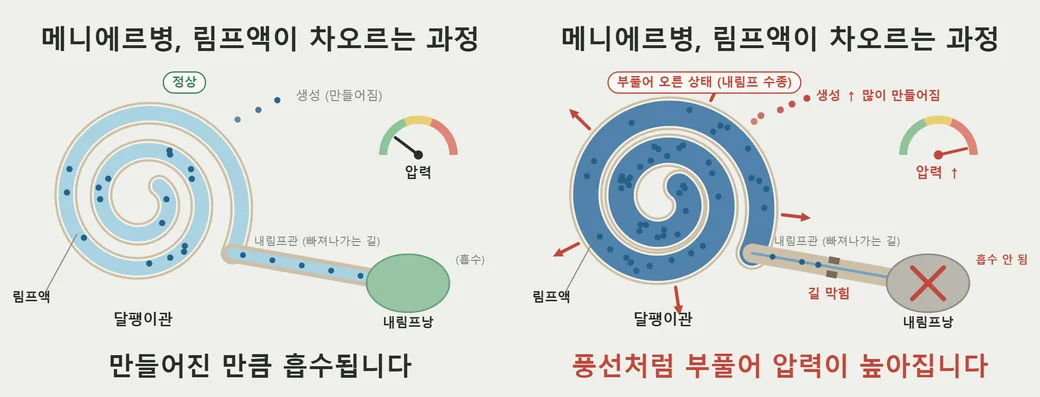 메니에르병, 림프액이 차오르는 과정
정상
생성 (만들어짐)
압력
내림프관 (빠져나가는 길)
(흡수)
림프액
달팽이관
내림프낭
만들어진 만큼 흡수됩니다
메니에르병, 림프액이 차오르는 과정
부풀어 오른 상태 (내림프 수종)
생성 ↑ 많이 만들어짐
압력 ↑
내림프관 (빠져나가는 길)
흡수 안 됨
길 막힘
림프액
달팽이관
내림프낭
풍선처럼 부풀어 압력이 높아집니다